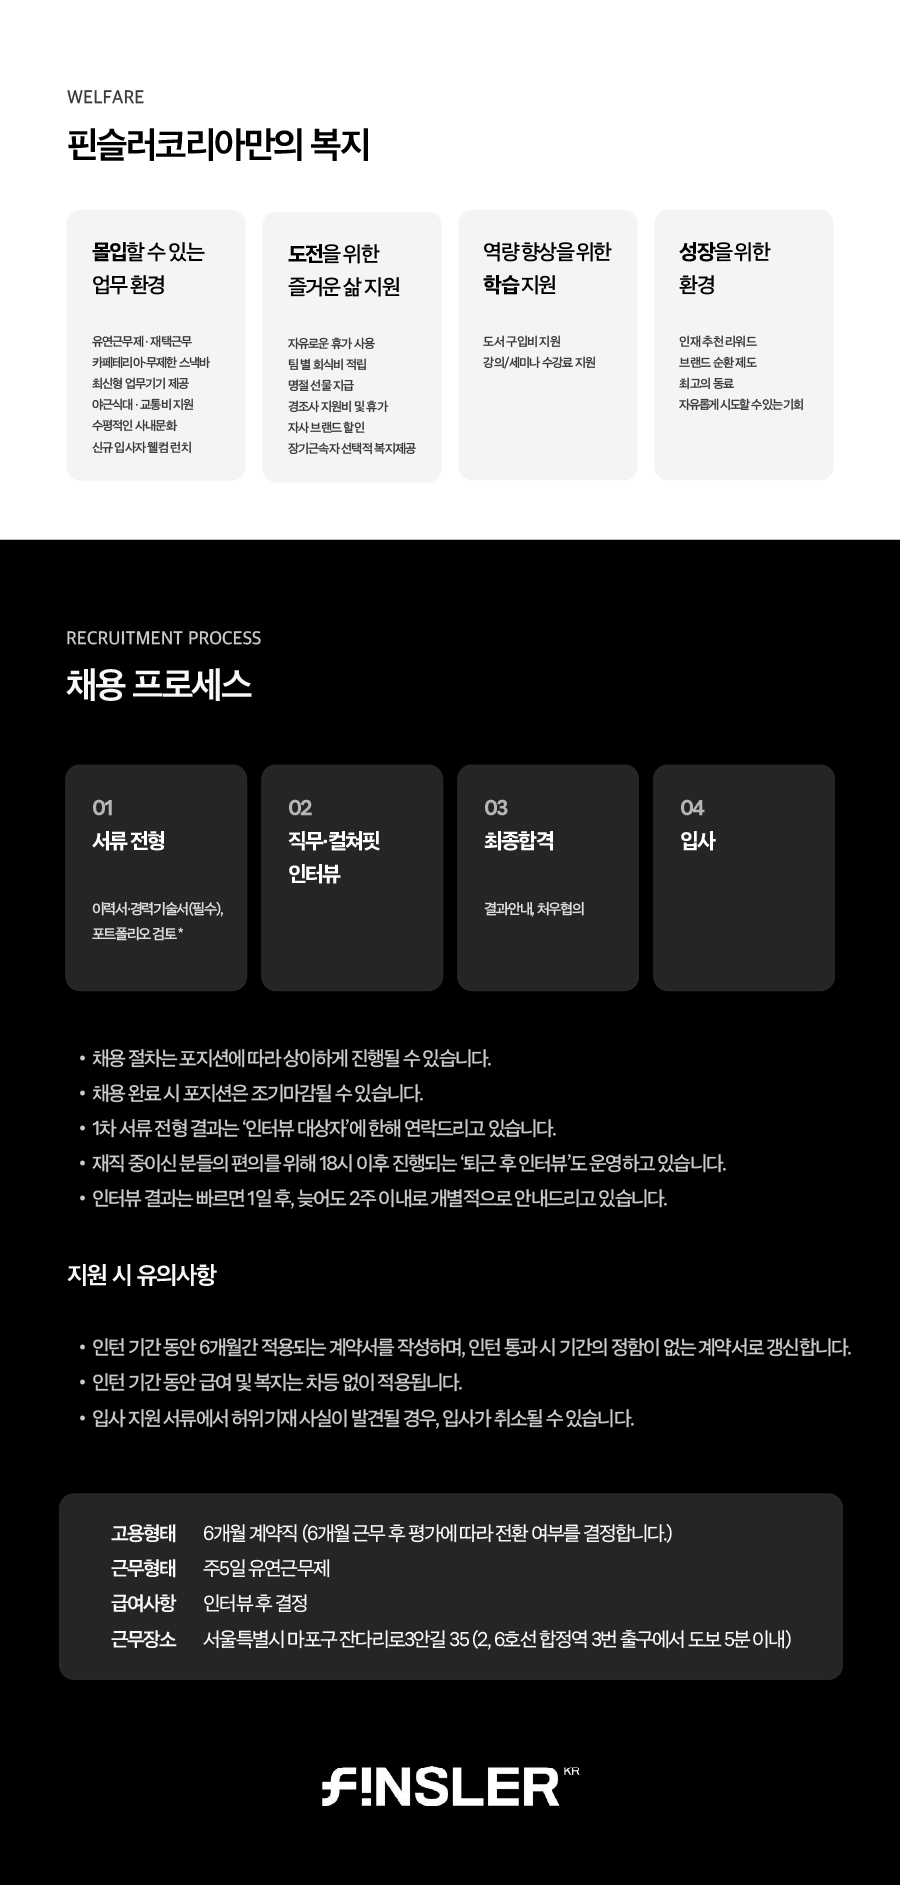 WELFARE
핀슬러코리아만의 복지
몰입할 수 있는
업무 환경
유연근무제 · 재택근무
카페테리아·무제한 스낵바
최신형 업무기기 제공
야근식대 · 교통비 지원
수평적인 사내문화
신규 입사자 웰컴 런치
도전을 위한
즐거운 삶 지원
자유로운 휴가 사용
팀 별 회식비 적립
명절 선물 지급
경조사 지원비 및 휴가
자사 브랜드 할인
장기근속자 선택적 복지제공
역량 향상을 위한
학습 지원
도서 구입비 지원
강의/세미나 수강료 지원
성장을 위한
환경
인재 추천 리워드
브랜드 순환 제도
최고의 동료
자유롭게 시도할 수 있는 기회
RECRUITMENT PROCESS
채용 프로세스
01
서류 전형
이력서·경력기술서(필수),
포트폴리오 검토 *
02
직무·컬쳐핏
인터뷰
03
최종합격
결과안내, 처우협의
04
입사
• 채용 절차는 포지션에 따라 상이하게 진행될 수 있습니다.
• 채용 완료 시 포지션은 조기마감될 수 있습니다.
• 1차 서류 전형 결과는 ‘인터뷰 대상자’에 한해 연락드리고 있습니다.
• 재직 중이신 분들의 편의를 위해 18시 이후 진행되는 ‘퇴근 후 인터뷰’도 운영하고 있습니다.
• 인터뷰 결과는 빠르면 1일 후, 늦어도 2주 이내로 개별적으로 안내드리고 있습니다.
지원 시 유의사항
• 인턴 기간 동안 6개월간 적용되는 계약서를 작성하며, 인턴 통과 시 기간의 정함이 없는 계약서로 갱신합니다.
• 인턴 기간 동안 급여 및 복지는 차등 없이 적용됩니다.
• 입사 지원 서류에서 허위기재 사실이 발견될 경우, 입사가 취소될 수 있습니다.
고용형태 6개월 계약직 (6개월 근무 후 평가에 따라 전환 여부를 결정합니다.)
근무형태 주5일 유연근무제
급여사항 인터뷰 후 결정
근무장소 서울특별시 마포구 잔다리로3안길 35 (2, 6호선 합정역 3번 출구에서 도보 5분 이내)
FINSLER KR